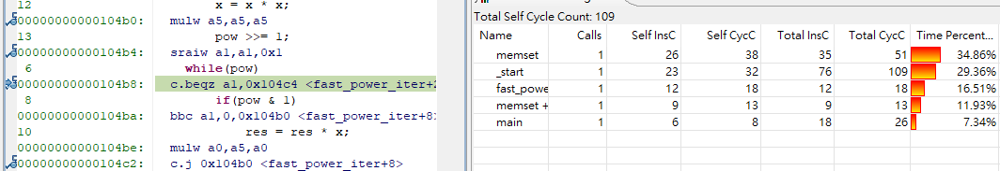 12 x = x * x;
00000000000104b0: mulw a5,a5,a5
13 pow >>= 1;
00000000000104b4: sraiw a1,a1,0x1
6 while(pow)
00000000000104b8: c.beqz a1,0x104c4 <fast_power_iter+2
8 if(pow & 1)
00000000000104ba: bbc a1,0,0x104b0 <fast_power_iter+8>
10 res = res * x;
00000000000104be: mulw a0,a5,a0
00000000000104c2: c.j 0x104b0 <fast_power_iter+8>
Total Self Cycle Count: 109
Name Calls Self InsC Self CycC Total InsC Total CycC Time Percent...
memset 1 26 38 35 51 34.86%
_start 1 23 32 76 109 29.36%
fast_powe 1 12 18 12 18 16.51%
memset + 1 9 13 9 13 11.93%
main 1 6 8 18 26 7.34%